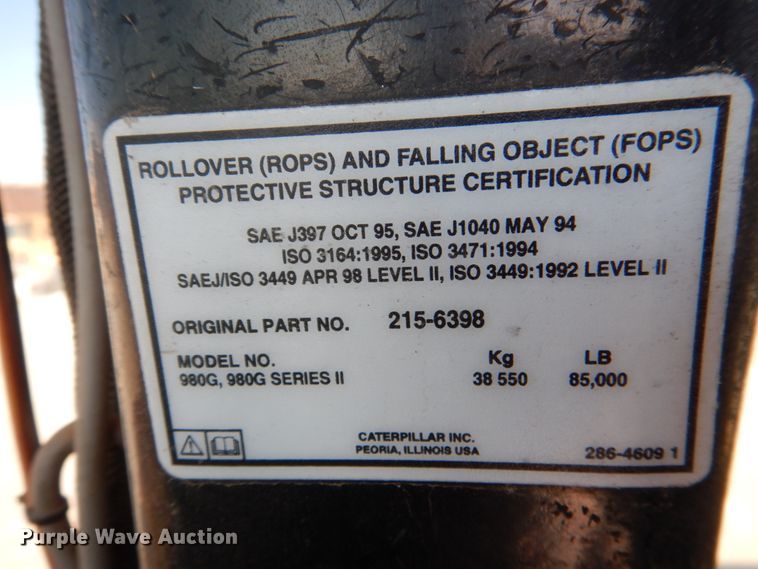 ROLLOVER (ROPS) AND FALLING OBJECT (FOPS)
PROTECTIVE STRUCTURE CERTIFICATION
SAE J397 OCT 95, SAE J1040 MAY 94
ISO 3164:1995, ISO 3471:1994
SAEJ/ISO 3449 APR 98 LEVEL II, ISO 3449:1992 LEVEL II
ORIGINAL PART NO. 215-6398
MODEL NO. Kg LB
980G, 980G SERIES II 38 550 85,000
CATERPILLAR INC.
PEORIA, ILLINOIS USA 286-4609 1
Purple Wave Auction